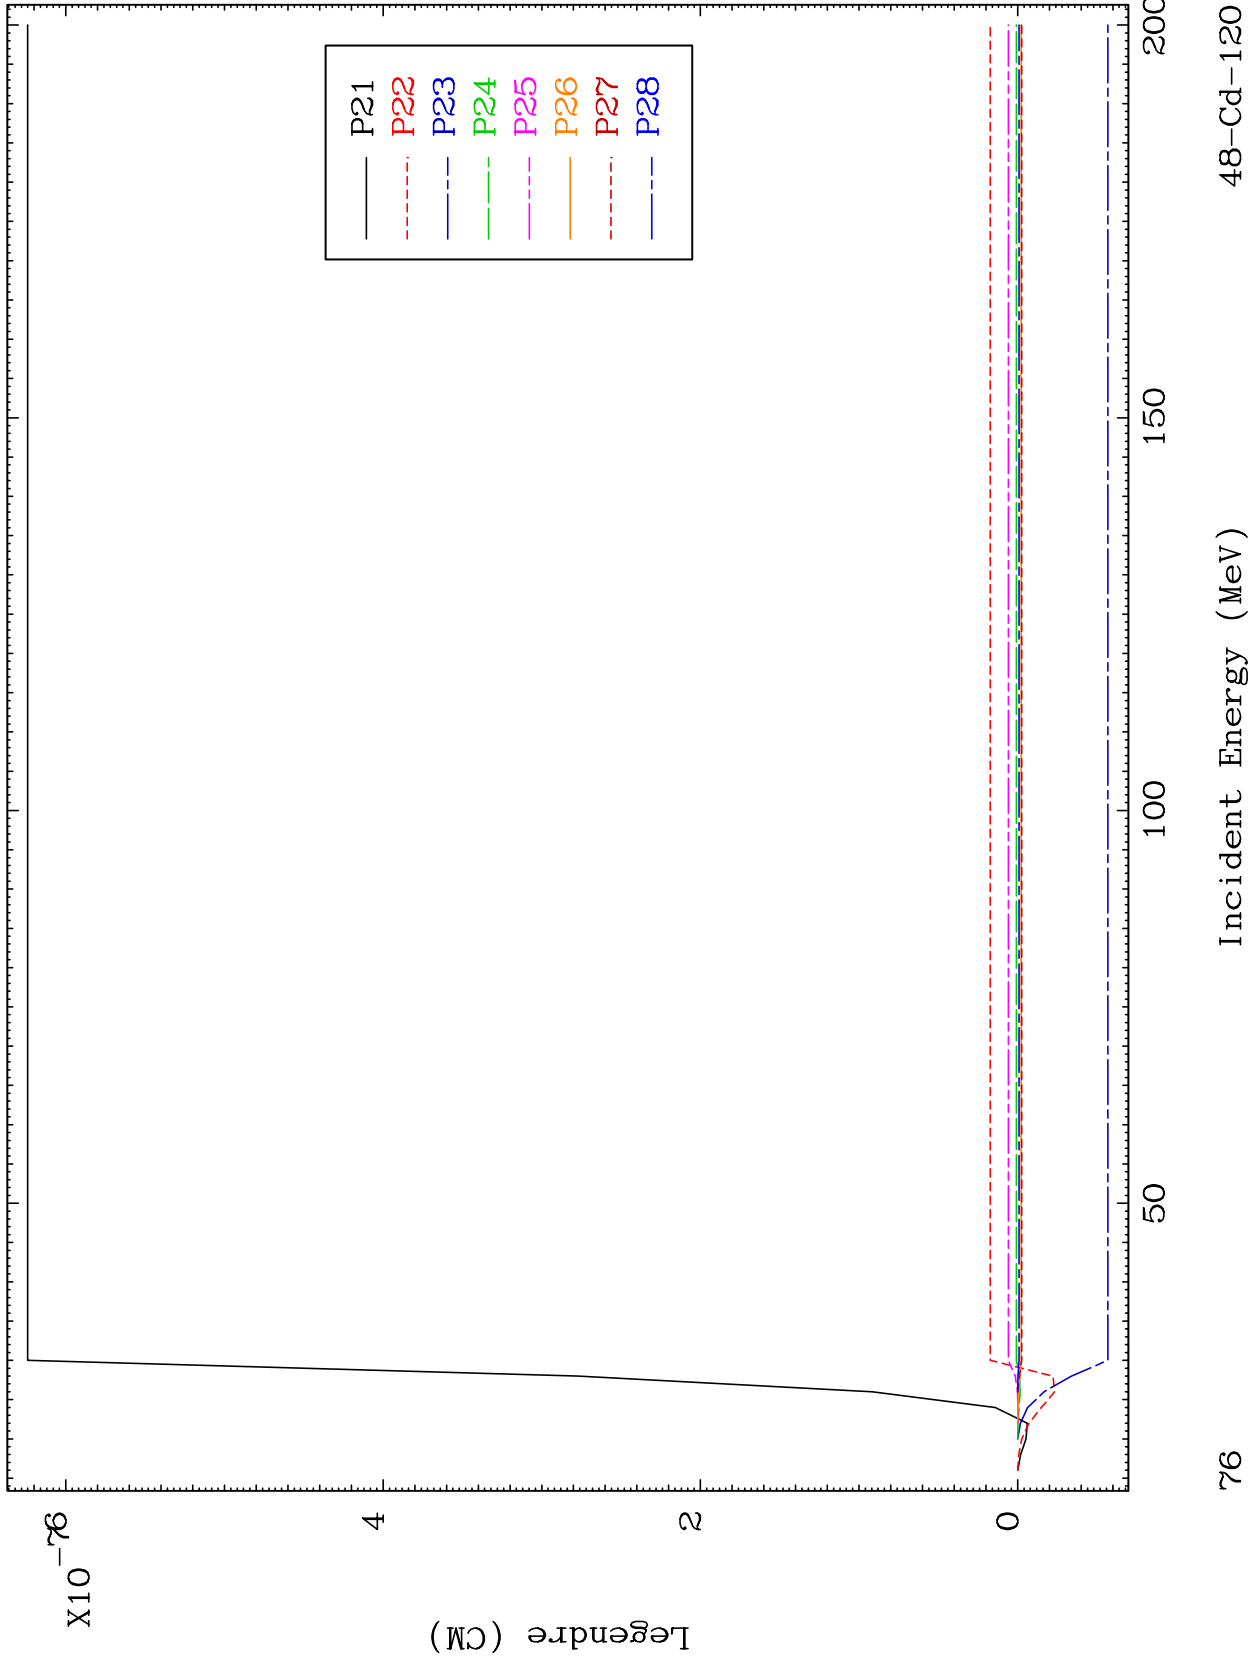 X10⁻⁷
6
4
2
0
Legendre (CM)
P21
P22
P23
P24
P25
P26
P27
P28
50
100
150
200
Incident Energy (MeV)
76
48-Cd-120